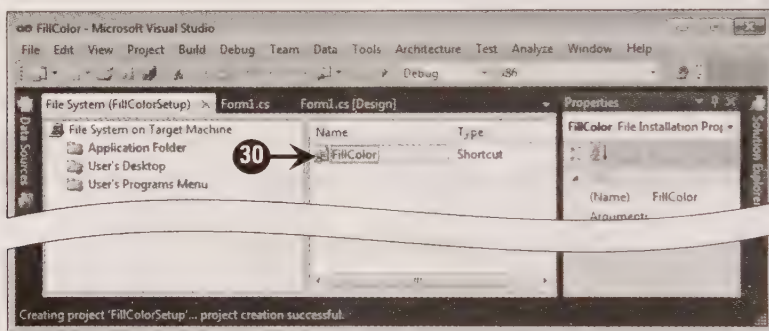 FillColor - Microsoft Visual Studio
File Edit View Project Build Debug Team Data Tools Architecture Test Analyze Window Help
Debug x86
File System (FillColorSetup) × Form1.cs Form1.cs [Design]
Properties
Data Sources
Solution Explorer
File System on Target Machine
Application Folder
User's Desktop
User's Programs Menu
Name Type
30
FillColor Shortcut
FillColor File Installation Prop
(Name) FillColor
Arguments
Creating project 'FillColorSetup'... project creation successful.